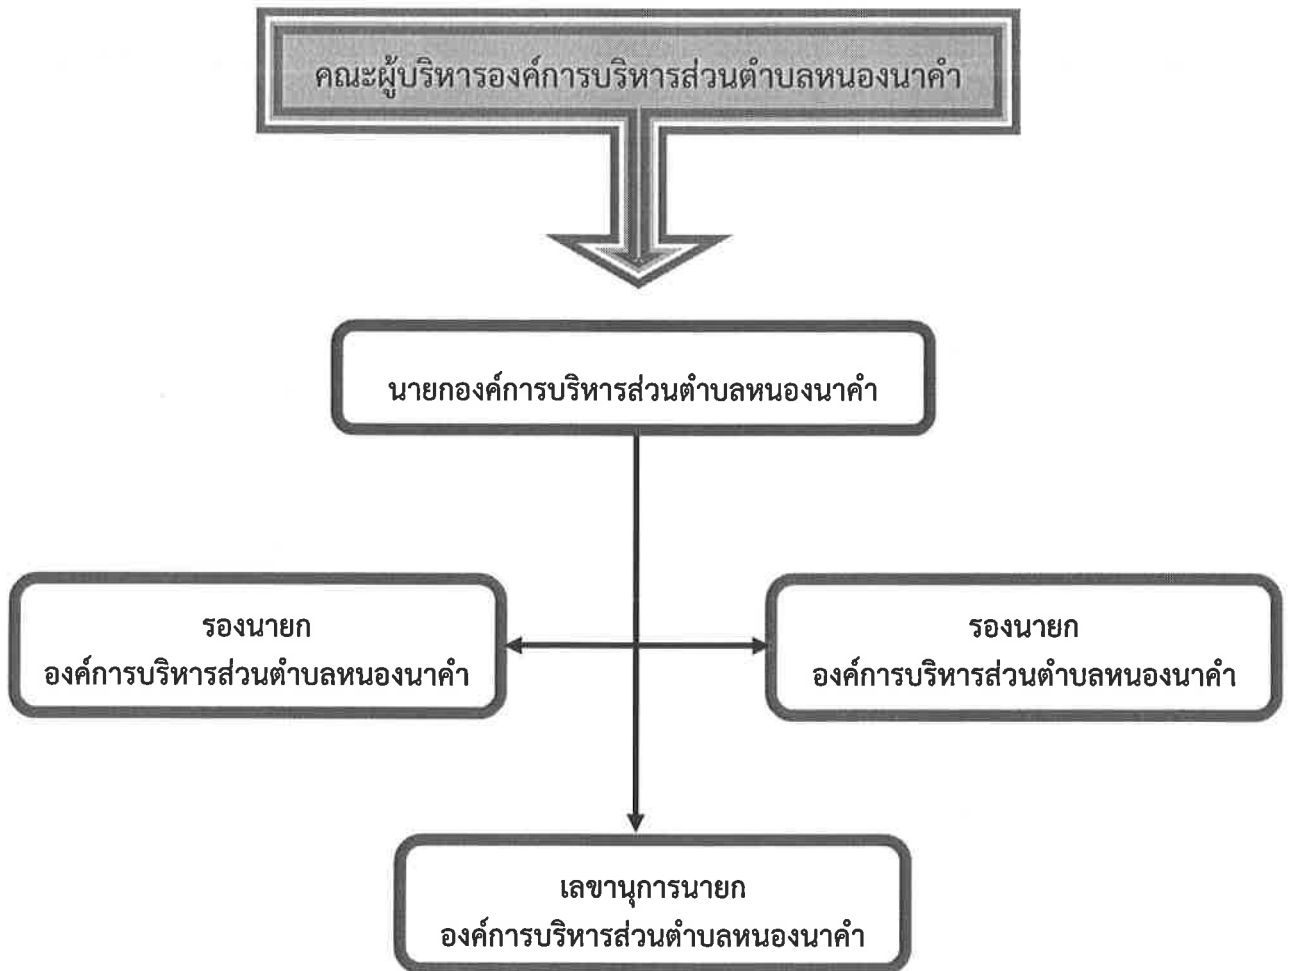 คณะผู้บริหารองค์การบริหารส่วนตำบลหนองนาคำ
นายกองค์การบริหารส่วนตำบลหนองนาคำ
รองนายก
องค์การบริหารส่วนตำบลหนองนาคำ
รองนายก
องค์การบริหารส่วนตำบลหนองนาคำ
เลขานุการนายก
องค์การบริหารส่วนตำบลหนองนาคำ